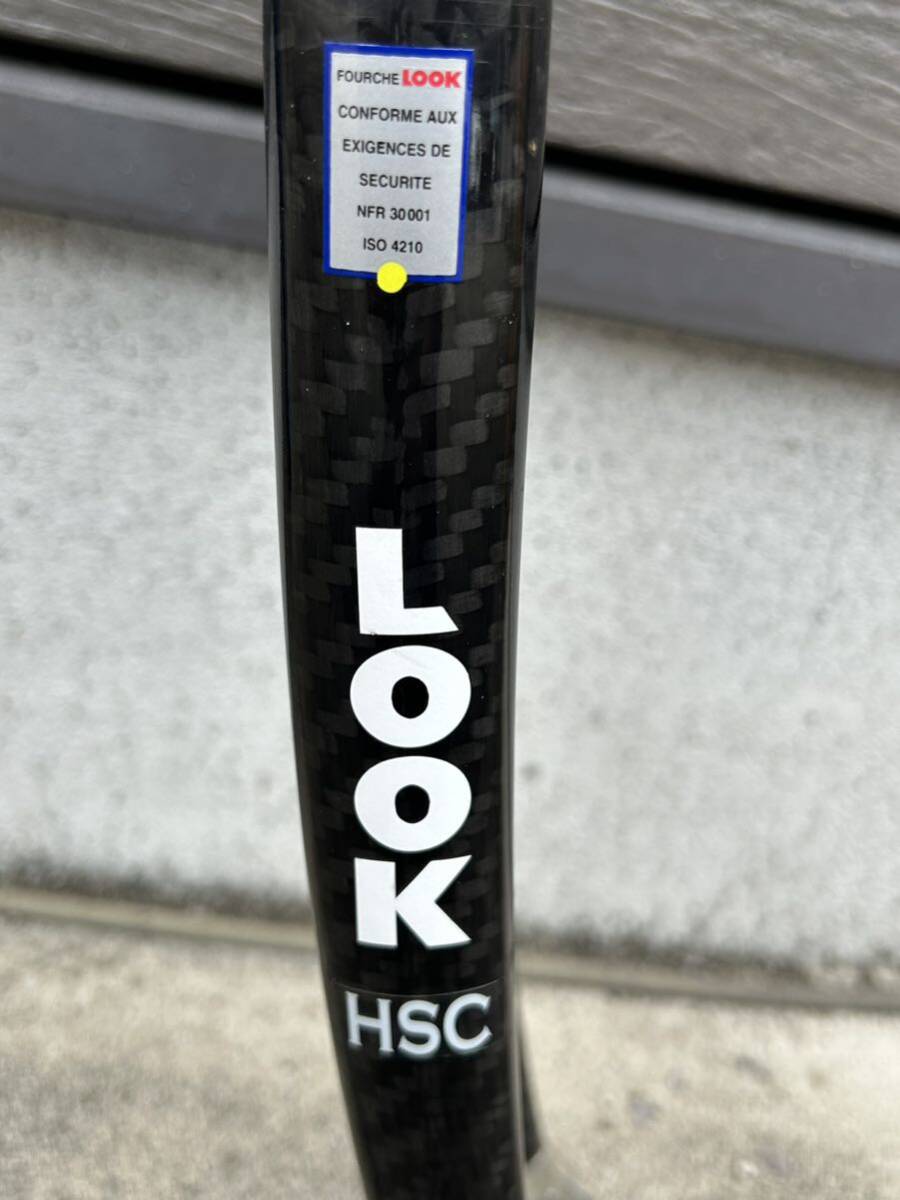 FOURCHE LOOK
CONFORME AUX
EXIGENCES DE
SECURITE
NFR 30001
ISO 4210
LOOK
HSC